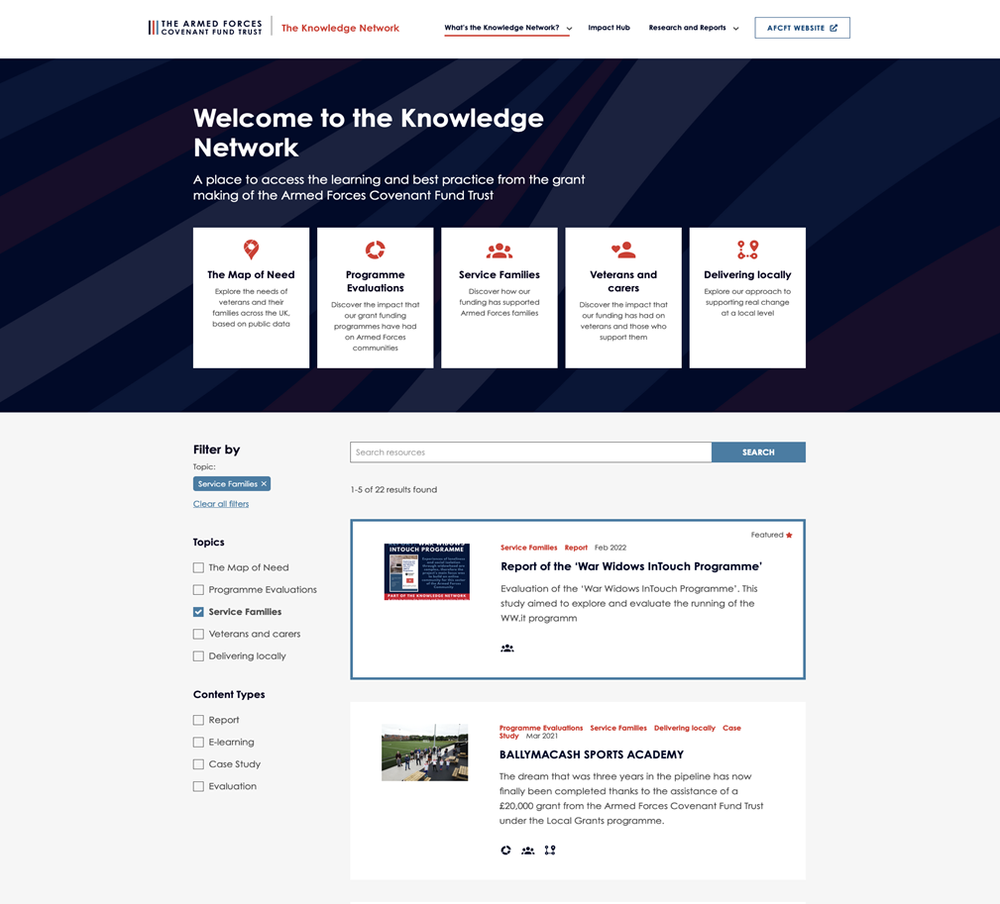 THE ARMED FORCES
COVENANT FUND TRUST
The Knowledge Network
What's the Knowledge Network?
Impact Hub
Research and Reports
AFCFT WEBSITE
Welcome to the Knowledge
Network
A place to access the learning and best practice from the grant
making of the Armed Forces Covenant Fund Trust
The Map of Need
Explore the needs of
veterans and their
families across the UK,
based on public data
Programme
Evaluations
Discover the impact that
our grant funding
programmes have had
on Armed Forces
communities
Service Families
Discover how our
funding has supported
Armed Forces families
Veterans and
carers
Discover the impact that
our funding has had on
veterans and those who
support them
Delivering locally
Explore our approach to
supporting real change
at a local level
Filter by
Topic:
Service Families ×
Clear all filters
Topics
The Map of Need
Programme Evaluations
Service Families
Veterans and carers
Delivering locally
Content Types
Report
E-learning
Case Study
Evaluation
Search resources
SEARCH
1-5 of 22 results found
Featured
INTOUCH PROGRAMME
PART OF THE KNOWLEDGE NETWORK
Service Families Report Feb 2022
Report of the ‘War Widows InTouch Programme’
Evaluation of the ‘War Widows InTouch Programme’. This
study aimed to explore and evaluate the running of the
WW.it programm
Programme Evaluations Service Families Delivering locally Case
Study Mar 2021
BALLYMACASH SPORTS ACADEMY
The dream that was three years in the pipeline has now
finally been completed thanks to the assistance of a
£20,000 grant from the Armed Forces Covenant Fund Trust
under the Local Grants programme.